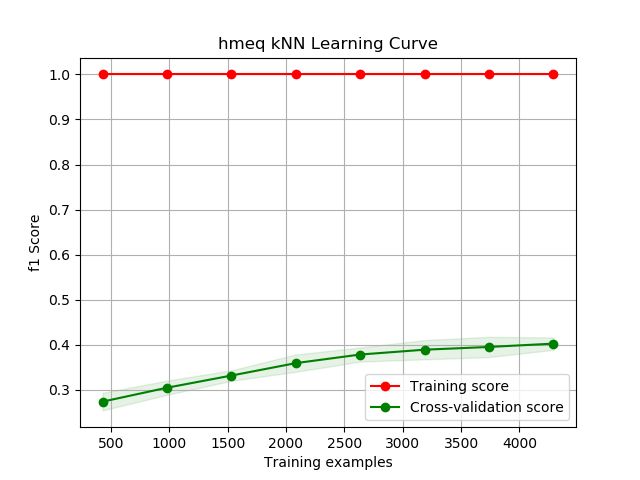 hmeq kNN Learning Curve
1.0
0.9
0.8
0.7
0.6
0.5
0.4
0.3
f1 Score
Training score
Cross-validation score
500 1000 1500 2000 2500 3000 3500 4000
Training examples